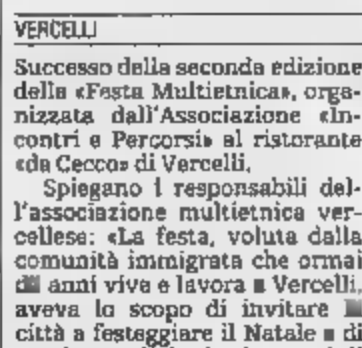 VERCELLI
Successo della seconda edizione
della «Festa Multietnica», orga-
nizzata dall'Associazione «In-
contri e Percorsi» al ristorante
«da Cecco» di Vercelli.
Spiegano i responsabili del-
l'associazione multietnica ver-
cellese: «La festa, voluta dalla
comunità immigrata che ormai
anni vive e lavora Vercelli,
aveva lo scopo di invitare
città a festeggiare il Natale di